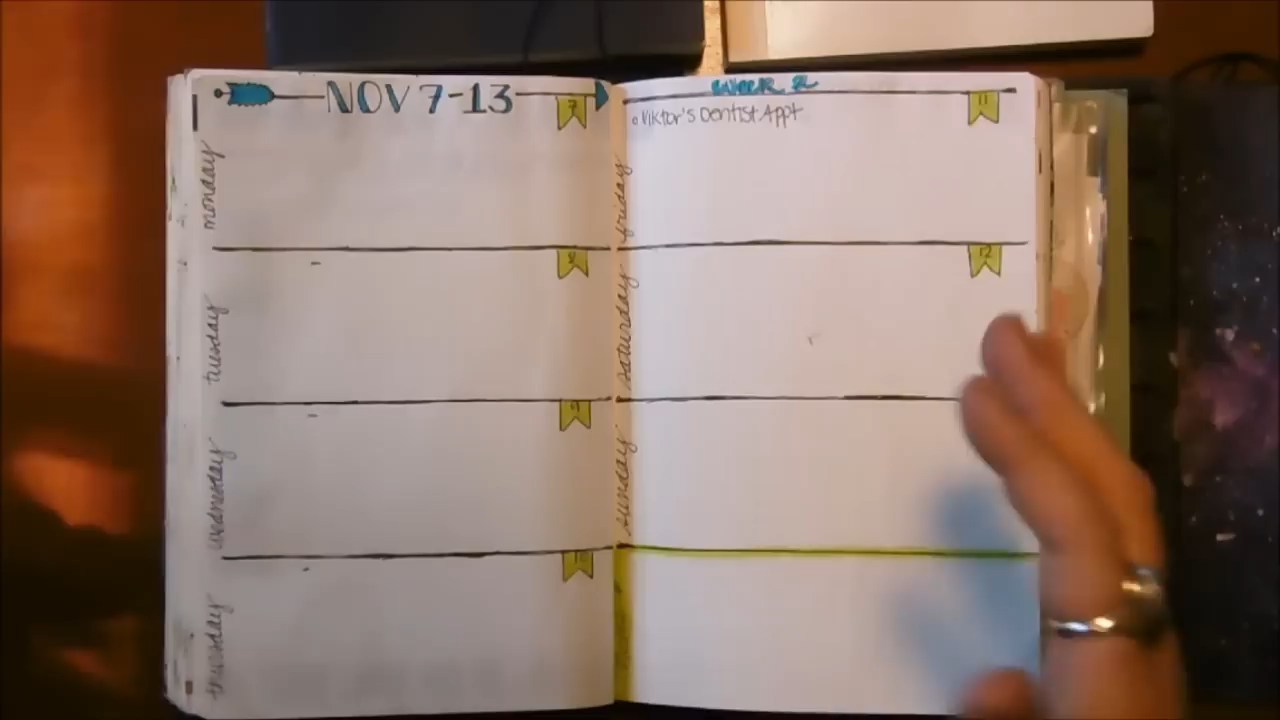 NOV 7-13
7
monday
8
tuesday
9
wednesday
10
thursday
WEEK 2
11
Viktor's Dentist Appt
friday
12
saturday
sunday